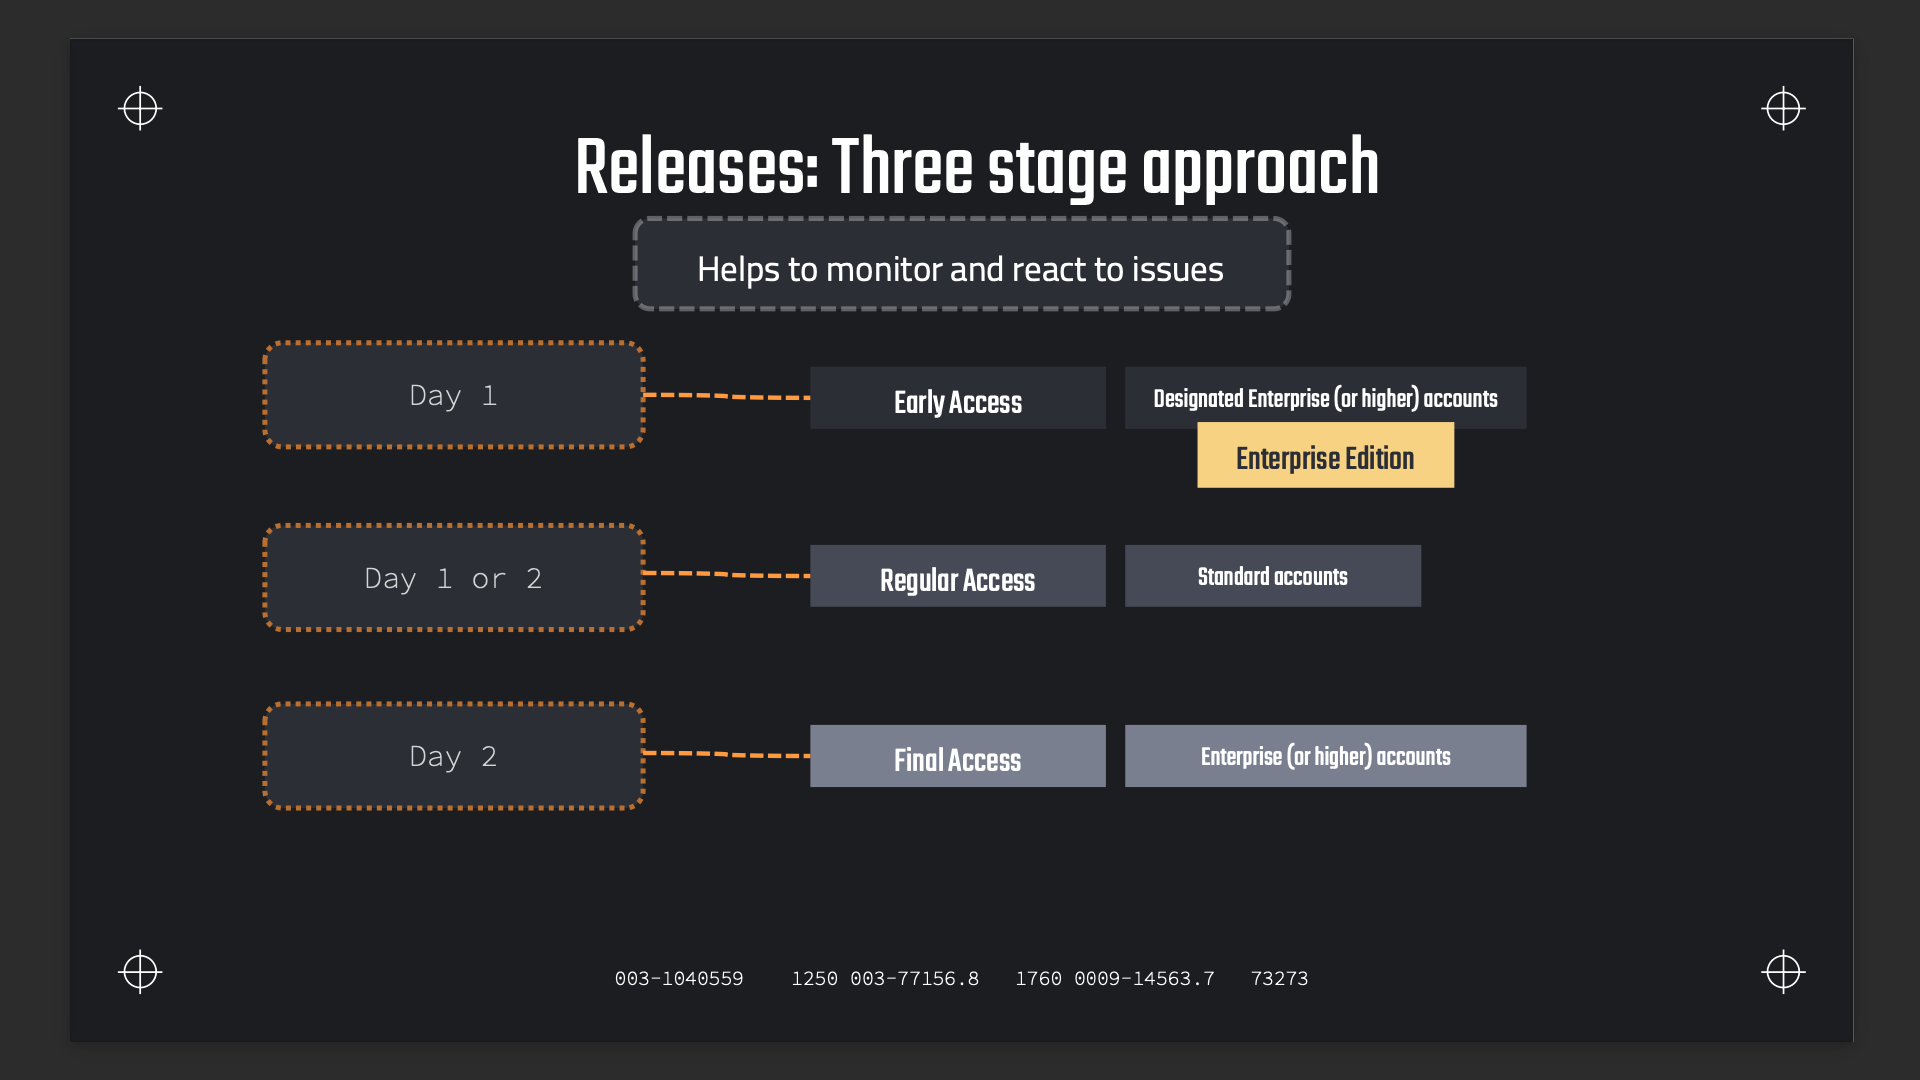 Releases: Three stage approach
Helps to monitor and react to issues
Day 1
Early Access
Designated Enterprise (or higher) accounts
Enterprise Edition
Day 1 or 2
Regular Access
Standard accounts
Day 2
Final Access
Enterprise (or higher) accounts
003-1040559 1250 003-77156.8 1760 0009-14563.7 73273